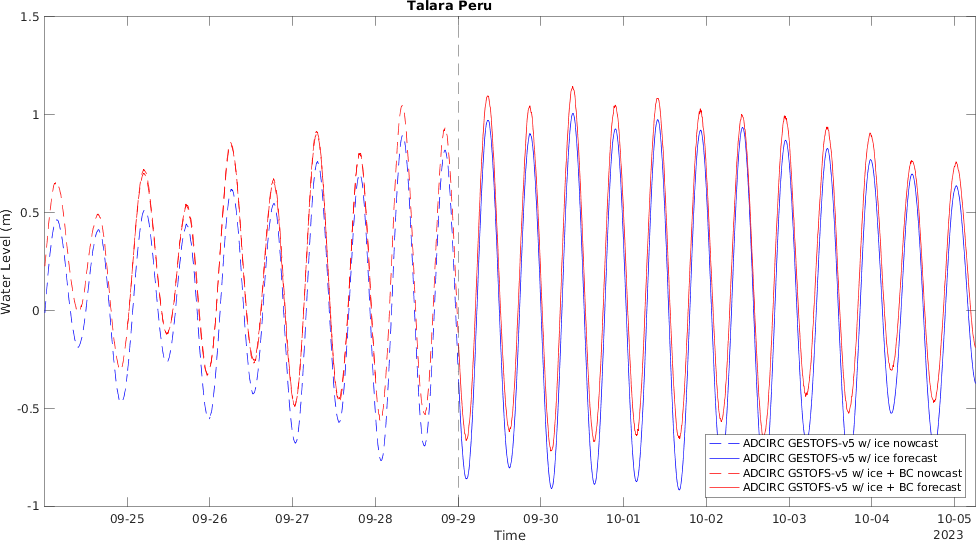 Talara Peru
1.5
1
0.5
0
-0.5
-1
Water Level (m)
ADCIRC GESTOFS-v5 w/ ice nowcast
ADCIRC GESTOFS-v5 w/ ice forecast
ADCIRC GSTOFS-v5 w/ ice + BC nowcast
ADCIRC GSTOFS-v5 w/ ice + BC forecast
09-25 09-26 09-27 09-28 09-29 09-30 10-01 10-02 10-03 10-04 10-05
Time 2023